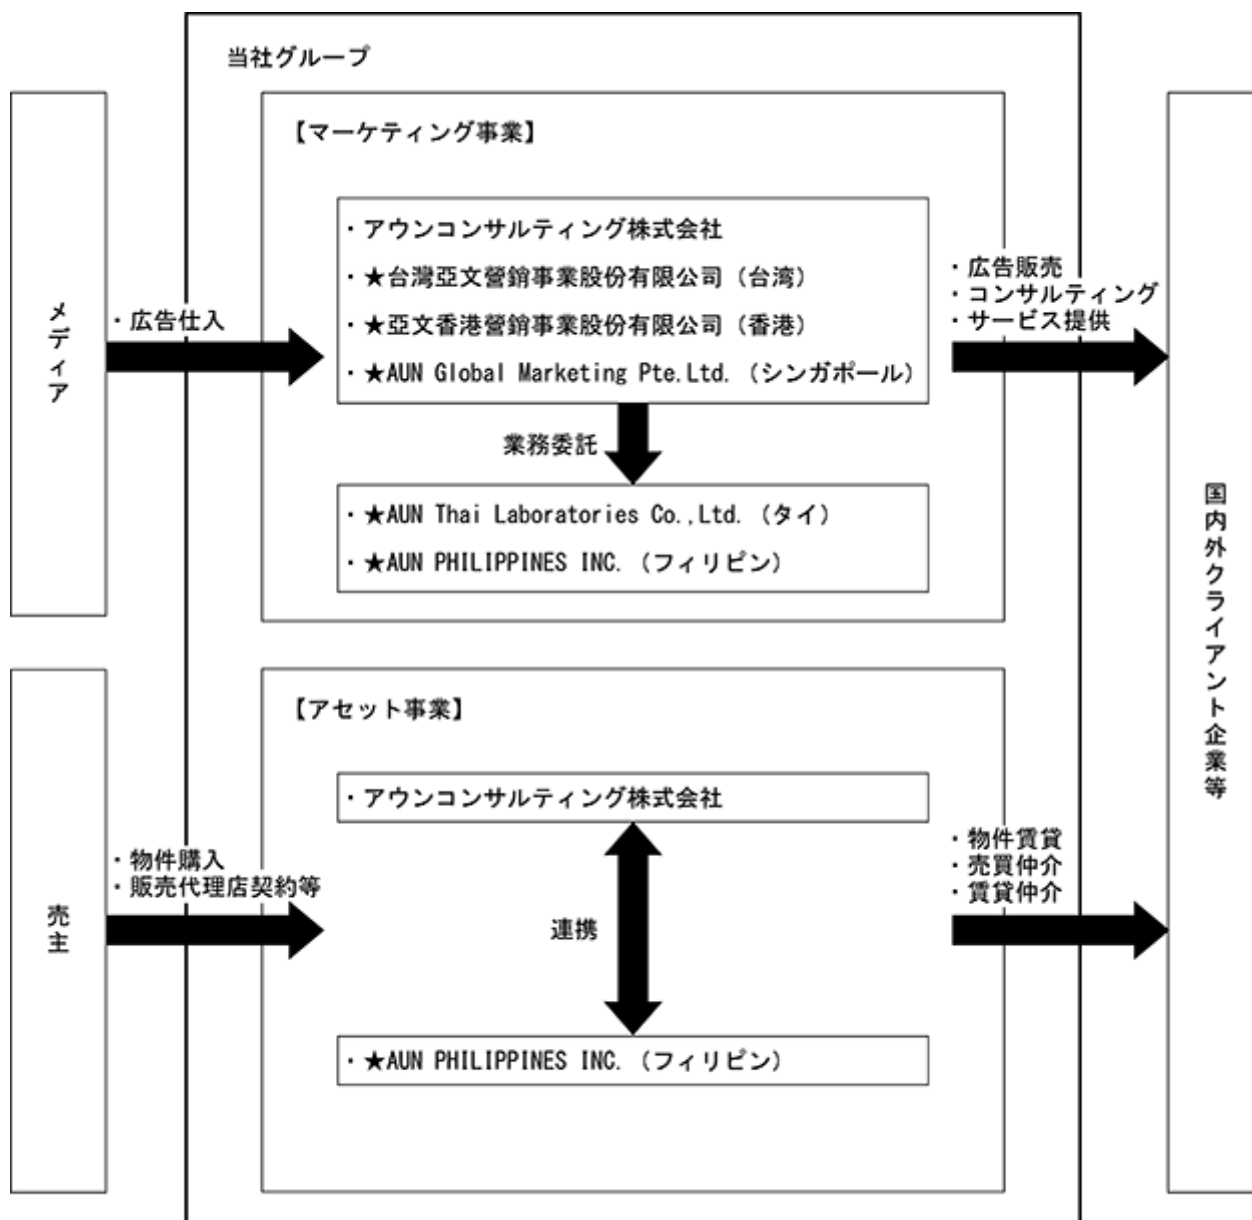 当社グループ
【マーケティング事業】
・アウンコンサルティング株式会社
・★台灣亞文營銷事業股份有限公司（台湾）
・★亞文香港營銷事業股份有限公司（香港）
・★AUN Global Marketing Pte.Ltd.（シンガポール）
メディア
・広告仕入
・広告販売
・コンサルティング
・サービス提供
業務委託
・★AUN Thai Laboratories Co.,Ltd.（タイ）
・★AUN PHILIPPINES INC.（フィリピン）
国内外クライアント企業等
【アセット事業】
・アウンコンサルティング株式会社
売主
・物件購入
・販売代理店契約等
連携
・物件賃貸
・売買仲介
・賃貸仲介
・★AUN PHILIPPINES INC.（フィリピン）